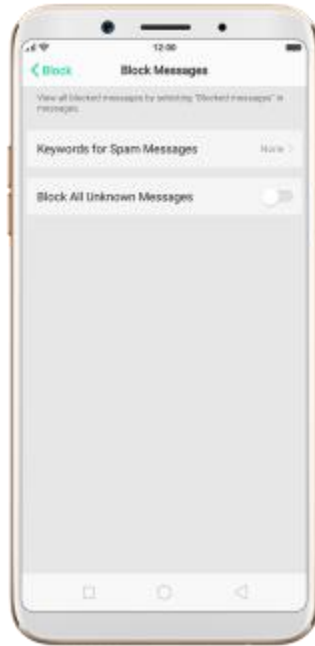 12:00
Block
Block Messages
View all blocked messages by selecting "Blocked messages" in
messages.
Keywords for Spam Messages
None
Block All Unknown Messages